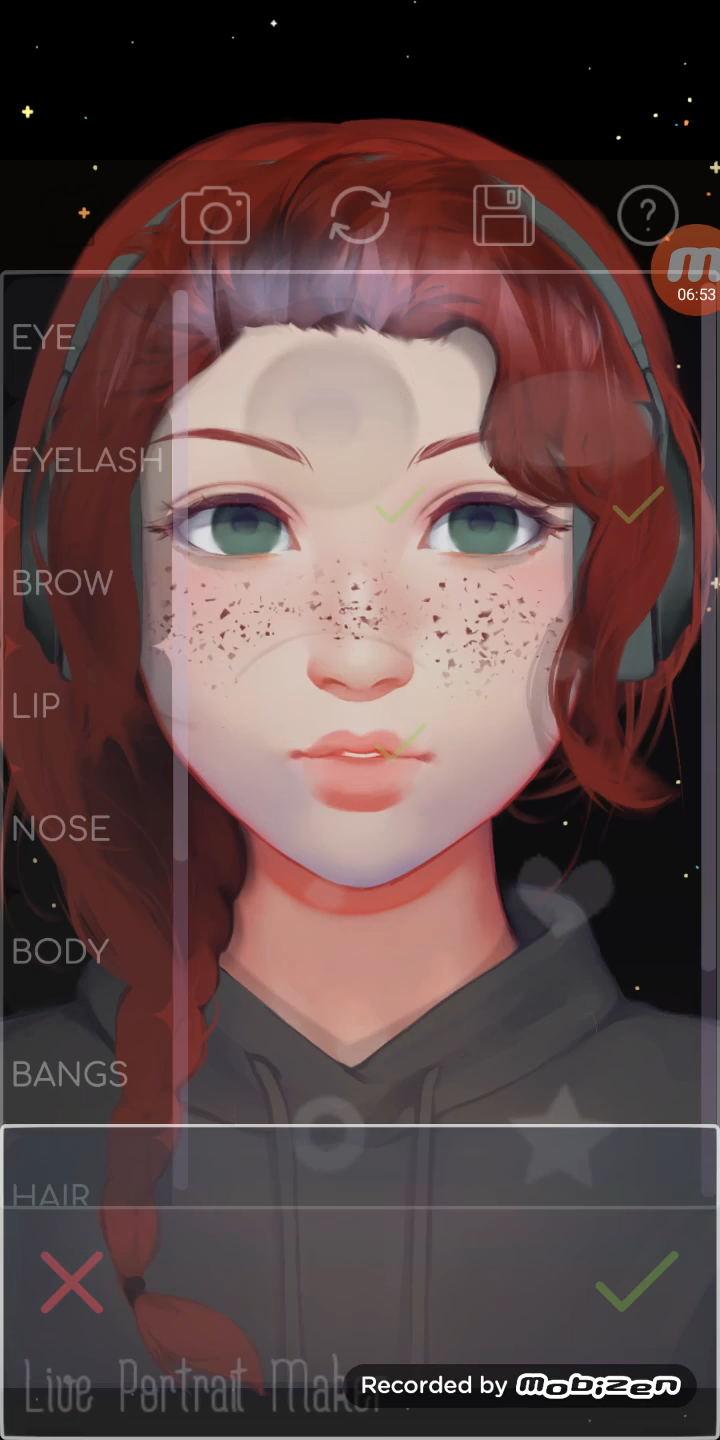 ?
m
06:53
EYE
EYELASH
BROW
LIP
NOSE
BODY
BANGS
HAIR
Live Portrait Maker
Recorded by mobizen